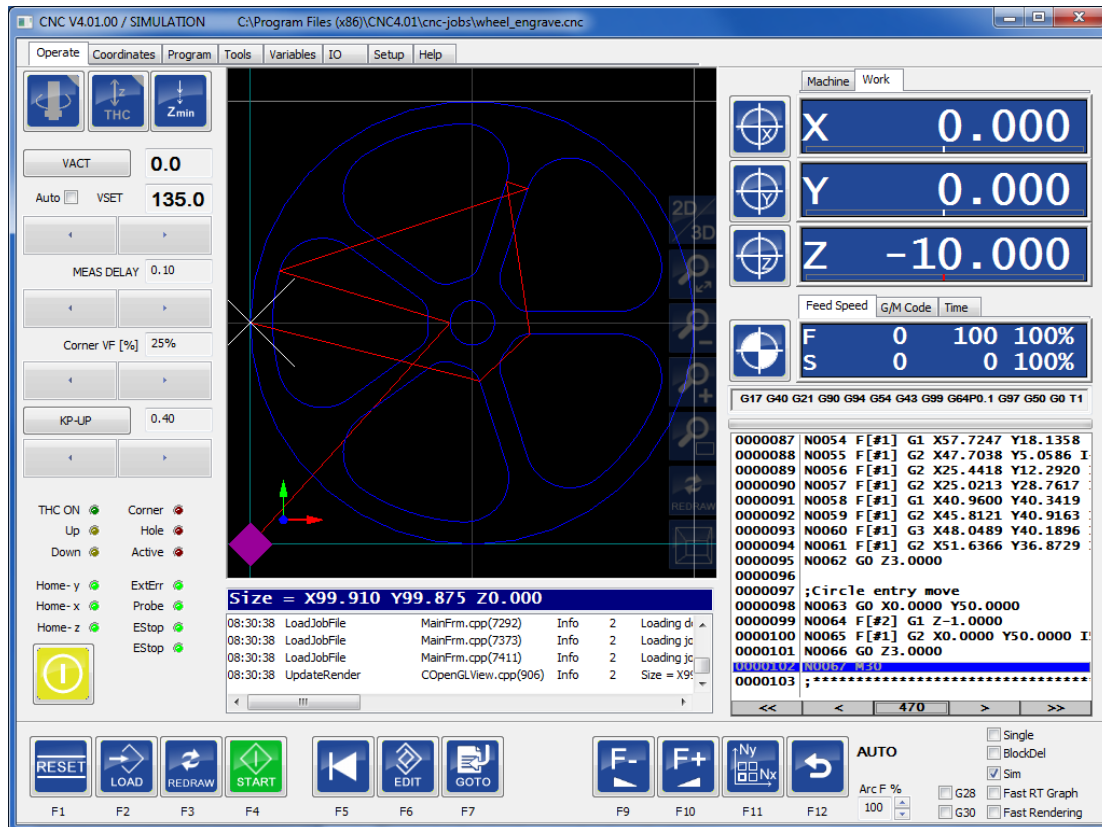 CNC V4.01.00 / SIMULATION C:\Program Files (x86)\CNC4.01\cnc-jobs\wheel_engrave.cnc
Operate Coordinates Program Tools Variables IO Setup Help
Z THC Zmin
VACT 0.0
Auto VSET 135.0
MEAS DELAY 0.10
Corner VF [%] 25%
KP-UP 0.40
THC ON Corner
Up Hole
Down Active
Home- y ExtErr
Home- x Probe
Home- z EStop
EStop
2D/3D
REDRAW
Size = X99.910 Y99.875 Z0.000
08:30:38 LoadJobFile MainFrm.cpp(7292) Info 2 Loading
08:30:38 LoadJobFile MainFrm.cpp(7373) Info 2 Loading
08:30:38 LoadJobFile MainFrm.cpp(7411) Info 2 Loading
08:30:38 UpdateRender COpenGLView.cpp(906) Info 2 Size = X9
Machine Work
X X 0.000
Y Y 0.000
Z Z -10.000
Feed Speed G/M Code Time
F 0 100 100%
S 0 0 100%
G17 G40 G21 G90 G94 G54 G43 G99 G64P0.1 G97 G50 G0 T1
0000087 N0054 F[#1] G1 X57.7247 Y18.1358
0000088 N0055 F[#1] G2 X47.7038 Y5.0586 I
0000089 N0056 F[#1] G2 X25.4418 Y12.2920
0000090 N0057 F[#1] G2 X25.0213 Y28.7617
0000091 N0058 F[#1] G1 X40.9600 Y40.3419
0000092 N0059 F[#1] G2 X45.8121 Y40.9163
0000093 N0060 F[#1] G3 X48.0489 Y40.1896
0000094 N0061 F[#1] G2 X51.6366 Y36.8729
0000095 N0062 G0 Z3.0000
0000096
0000097 ;Circle entry move
0000098 N0063 G0 X0.0000 Y50.0000
0000099 N0064 F[#2] G1 Z-1.0000
0000100 N0065 F[#1] G2 X0.0000 Y50.0000 I
0000101 N0066 G0 Z3.0000
0000102 N0067 M30
0000103 ;********************************
<< < 470 > >>
RESET LOAD REDRAW START EDIT GOTO F- F+ Ny Nx
F1 F2 F3 F4 F5 F6 F7 F9 F10 F11 F12
AUTO
Arc F %
100
Single
BlockDel
Sim
G28 Fast RT Graph
G30 Fast Rendering